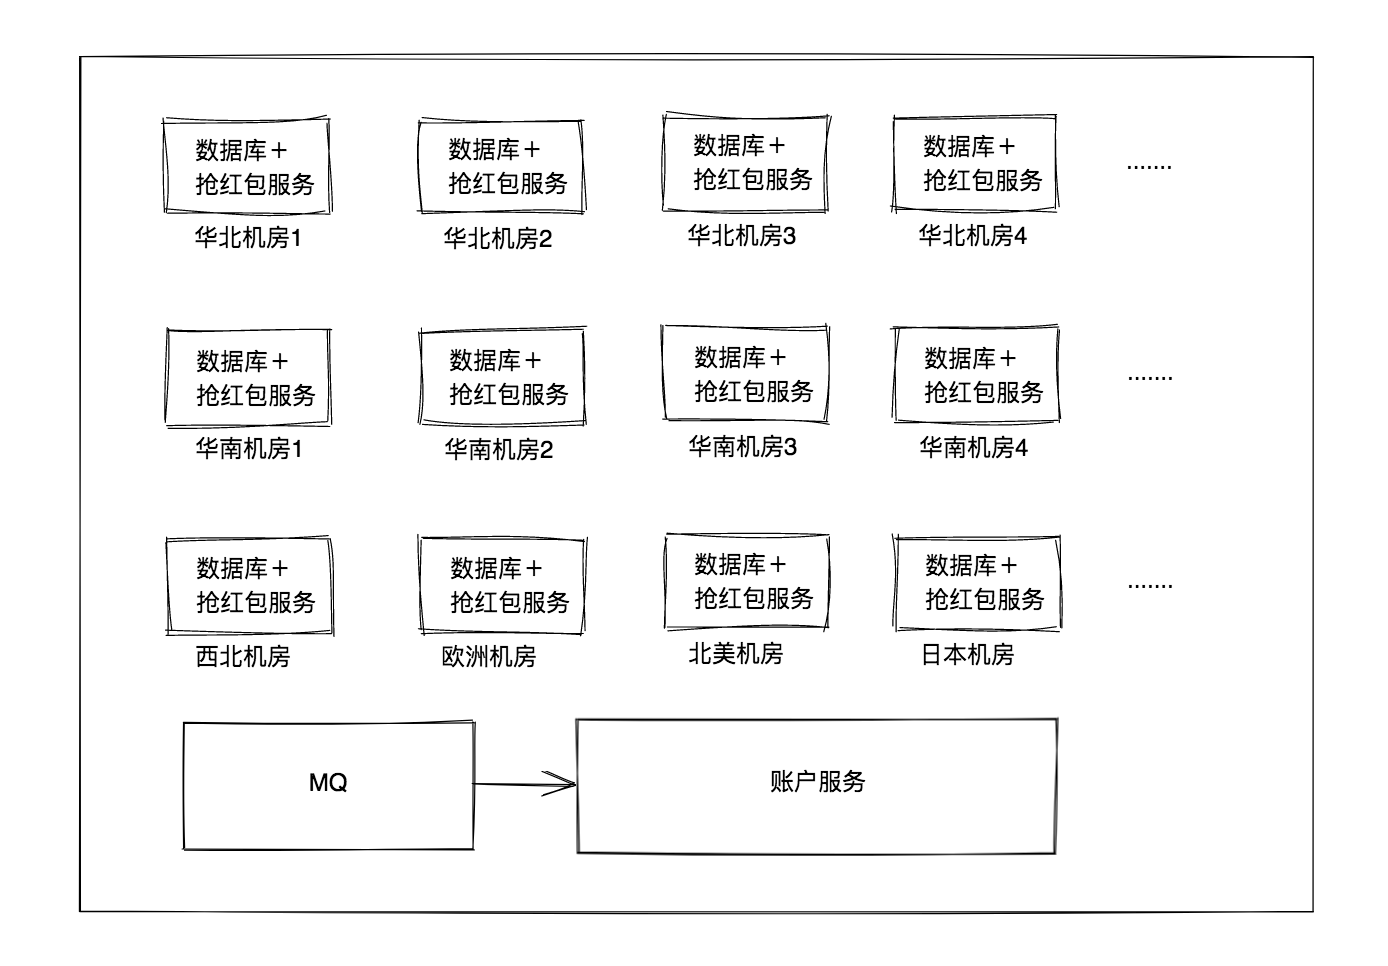 数据库＋
抢红包服务
华北机房1
数据库＋
抢红包服务
华北机房2
数据库＋
抢红包服务
华北机房3
数据库＋
抢红包服务
华北机房4
.......
数据库＋
抢红包服务
华南机房1
数据库＋
抢红包服务
华南机房2
数据库＋
抢红包服务
华南机房3
数据库＋
抢红包服务
华南机房4
.......
数据库＋
抢红包服务
西北机房
数据库＋
抢红包服务
欧洲机房
数据库＋
抢红包服务
北美机房
数据库＋
抢红包服务
日本机房
.......
MQ
账户服务